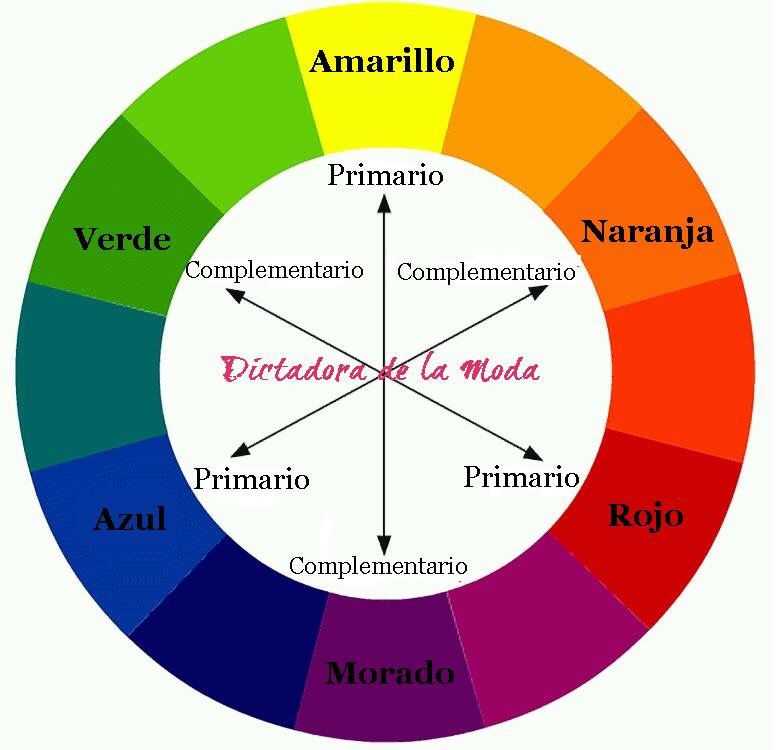 Amarillo
Primario
Naranja
Verde
Complementario
Complementario
Dictadora de la Moda
Primario
Primario
Azul
Rojo
Complementario
Morado